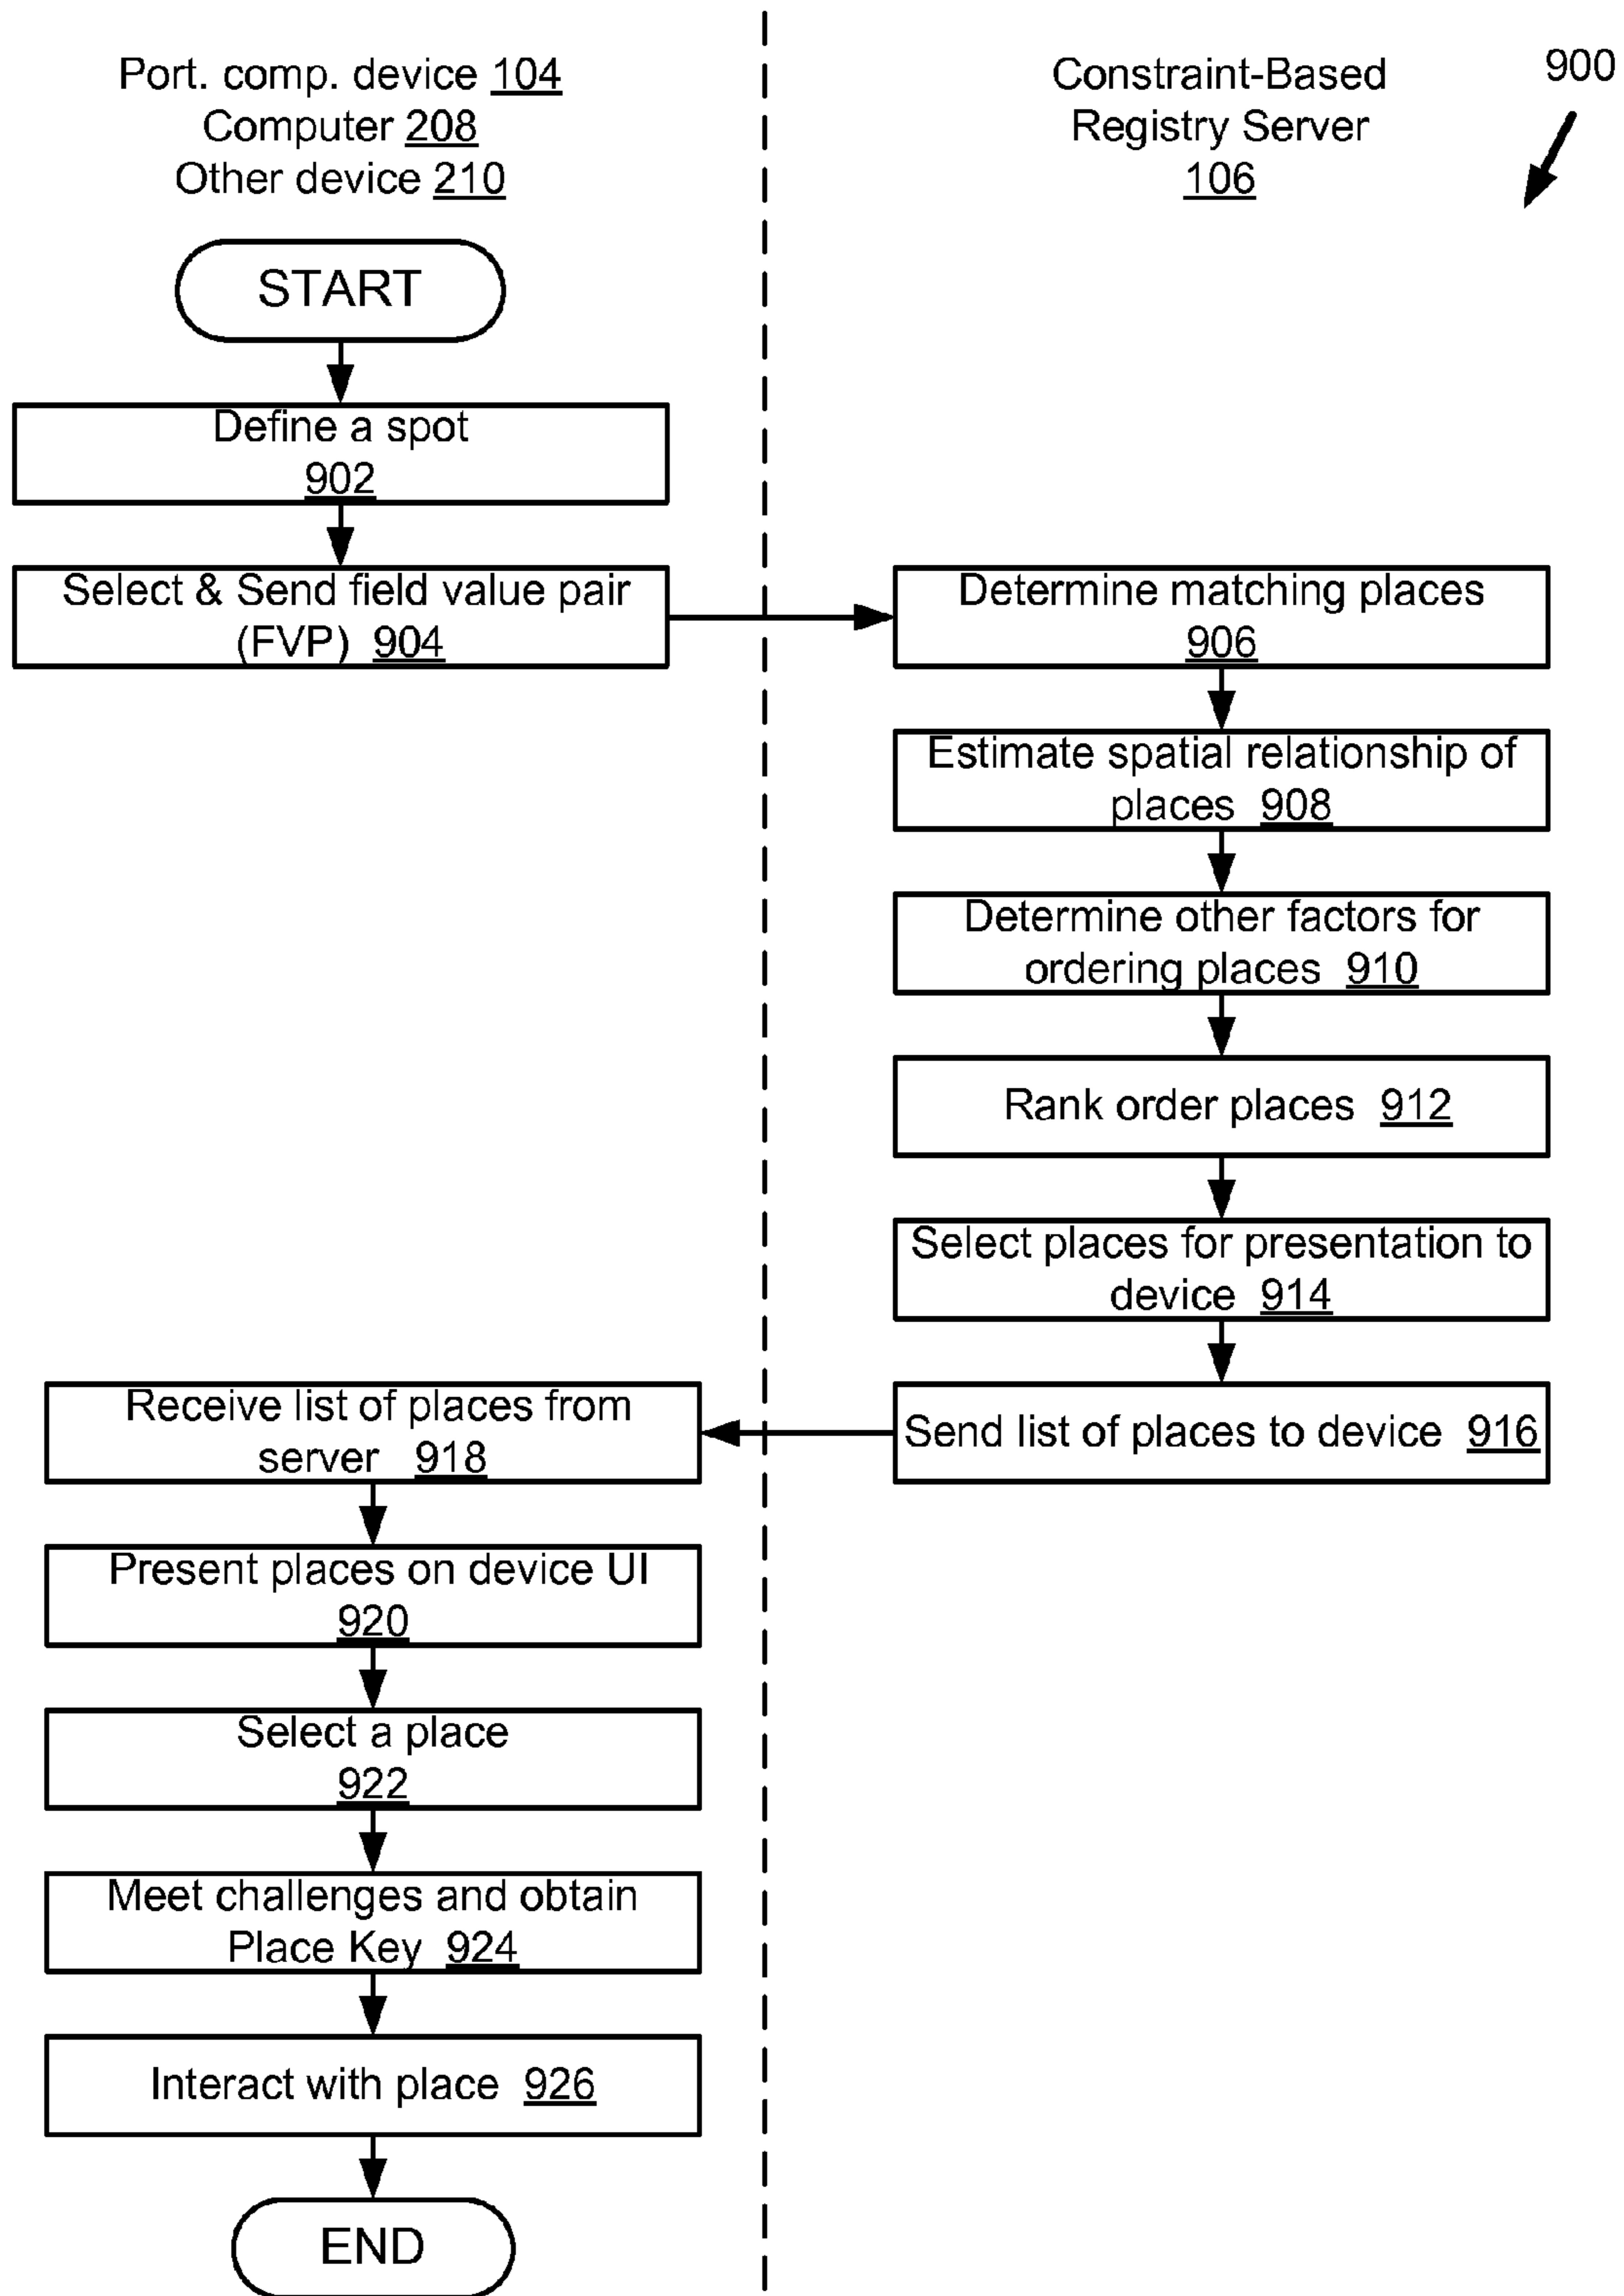 Port. comp. device 104
Computer 208
Other device 210
Constraint-Based
Registry Server
106
900
START
Define a spot
902
Select & Send field value pair
(FVP) 904
Determine matching places
906
Estimate spatial relationship of
places 908
Determine other factors for
ordering places 910
Rank order places 912
Select places for presentation to
device 914
Send list of places to device 916
Receive list of places from
server 918
Present places on device UI
920
Select a place
922
Meet challenges and obtain
Place Key 924
Interact with place 926
END